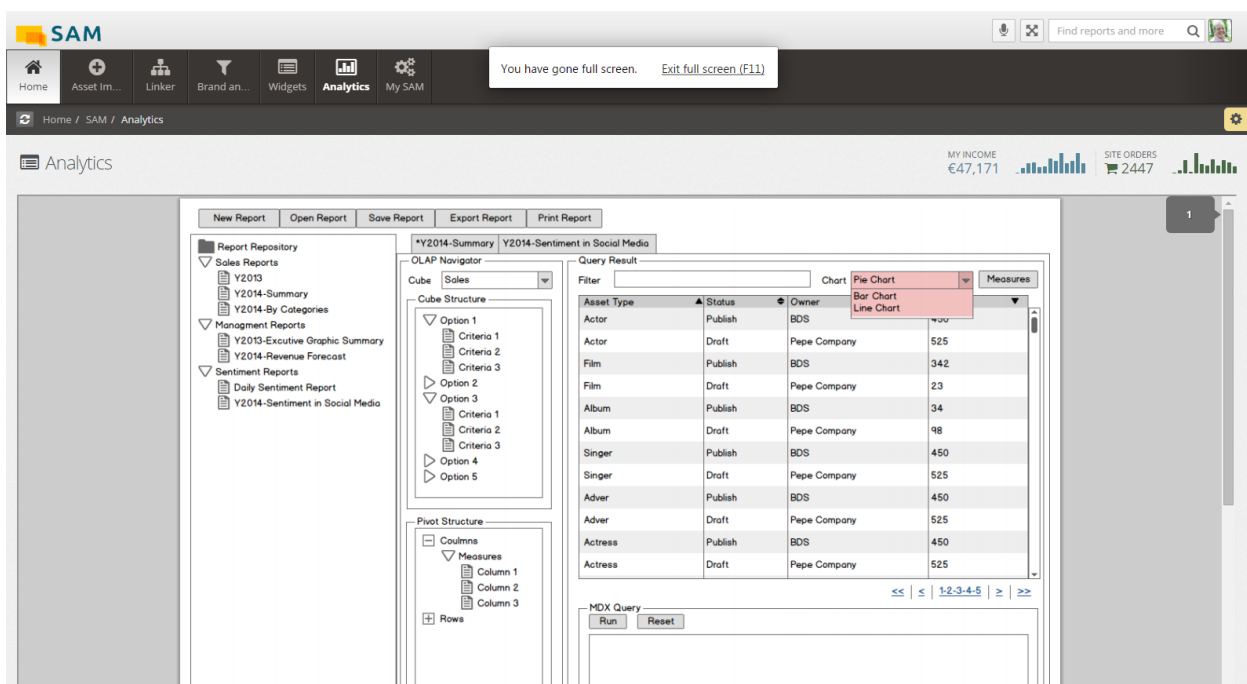 SAM
Find reports and more
Home
Asset Im...
Linker
Brand an...
Widgets
Analytics
My SAM
You have gone full screen. Exit full screen (F11)
Home / SAM / Analytics
Analytics
MY INCOME
€47,171
SITE ORDERS
2447
1
New Report Open Report Save Report Export Report Print Report
Report Repository
Sales Reports
Y2013
Y2014-Summary
Y2014-By Categories
Managment Reports
Y2013-Excutive Graphic Summary
Y2014-Revenue Forecast
Sentiment Reports
Daily Sentiment Report
Y2014-Sentiment in Social Media
*Y2014-Summary Y2014-Sentiment in Social Media
OLAP Navigator
Cube Sales
Cube Structure
Option 1
Criteria 1
Criteria 2
Criteria 3
Option 2
Option 3
Criteria 1
Criteria 2
Criteria 3
Option 4
Option 5
Pivot Structure
Coulmns
Measures
Column 1
Column 2
Column 3
Rows
Query Result
Filter Chart Pie Chart Measures
Bar Chart
Line Chart
Asset Type Status Owner
Actor Publish BDS 450
Actor Draft Pepe Company 525
Film Publish BDS 342
Film Draft Pepe Company 23
Album Publish BDS 34
Album Draft Pepe Company 98
Singer Publish BDS 450
Singer Draft Pepe Company 525
Adver Publish BDS 450
Adver Draft Pepe Company 525
Actress Publish BDS 450
Actress Draft Pepe Company 525
<< | < | 1-2-3-4-5 | > | >>
MDX Query
Run Reset